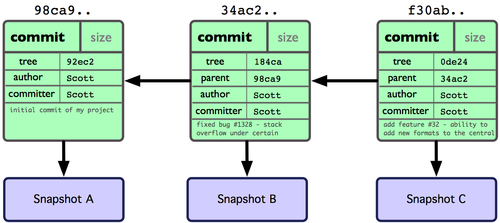 98ca9..
commit size
tree 92ec2
author Scott
committer Scott
initial commit of my project
Snapshot A
34ac2..
commit size
tree 184ca
parent 98ca9
author Scott
committer Scott
fixed bug #1328 - stack
overflow under certain
Snapshot B
f30ab..
commit size
tree 0de24
parent 34ac2
author Scott
committer Scott
add feature #32 - ability to
add new formats to the central
Snapshot C